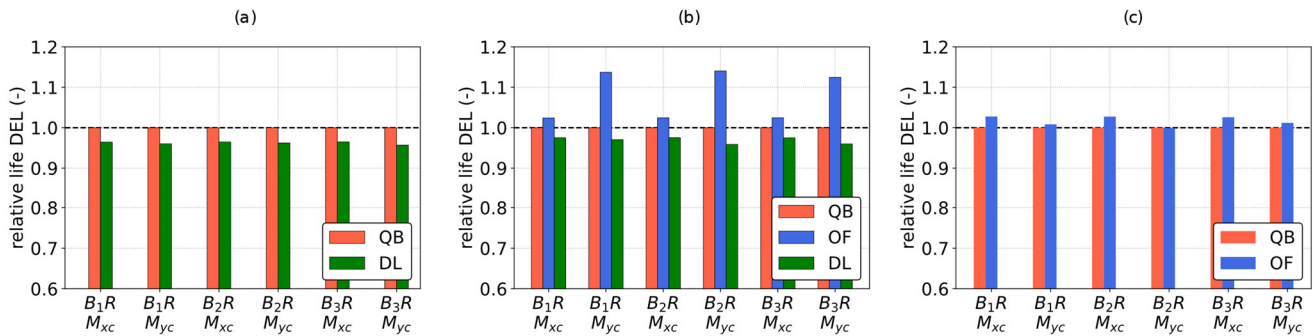 (a)
relative life DEL (-)
1.2
1.1
1.0
0.9
0.8
0.7
0.6
B₁R B₁R B₂R B₂R B₃R B₃R
Mxc Myc Mxc Myc Mxc Myc
QB
DL
(b)
relative life DEL (-)
1.2
1.1
1.0
0.9
0.8
0.7
0.6
B₁R B₁R B₂R B₂R B₃R B₃R
Mxc Myc Mxc Myc Mxc Myc
QB
OF
DL
(c)
relative life DEL (-)
1.2
1.1
1.0
0.9
0.8
0.7
0.6
B₁R B₁R B₂R B₂R B₃R B₃R
Mxc Myc Mxc Myc Mxc Myc
QB
OF